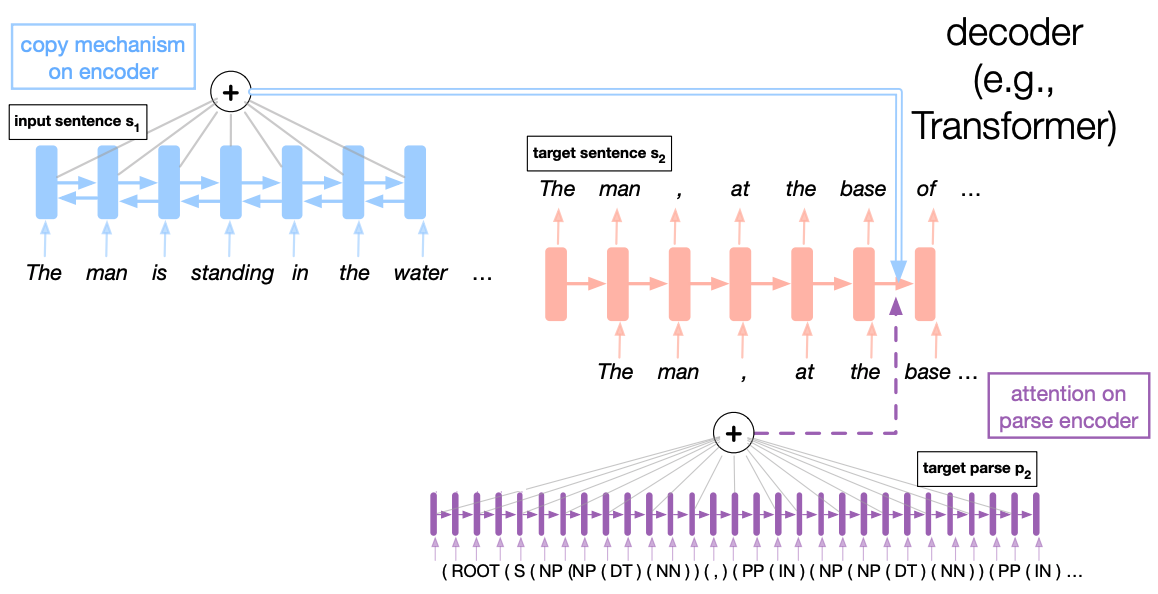 copy mechanism
on encoder
decoder
(e.g.,
Transformer)
input sentence s1
target sentence s2
The man , at the base of ...
The man is standing in the water ...
The man , at the base ...
attention on
parse encoder
target parse p2
( ROOT ( S ( NP (NP ( DT ) ( NN ) ) ( , ) ( PP ( IN ) ( NP ( NP ( DT ) ( NN ) ) ( PP ( IN ) ...